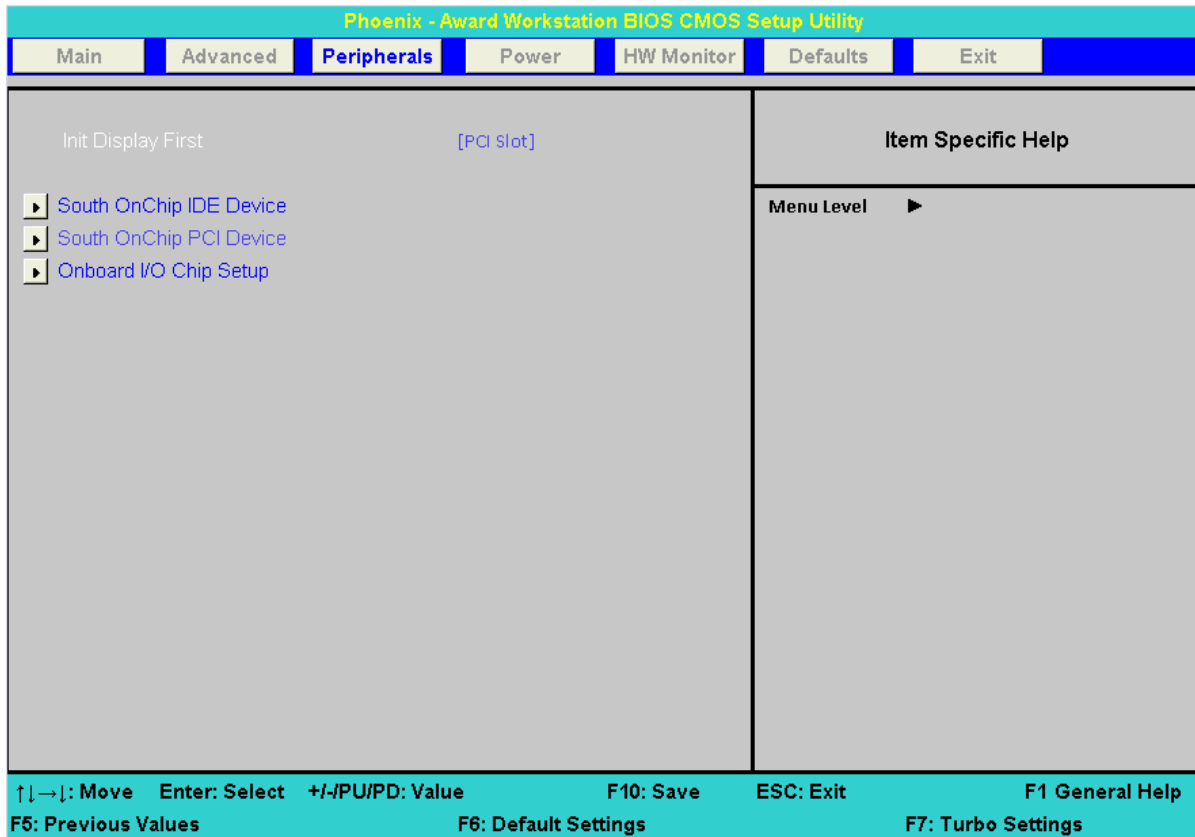 Phoenix - Award Workstation BIOS CMOS Setup Utility
Main Advanced Peripherals Power HW Monitor Defaults Exit
Init Display First [PCI Slot]
Item Specific Help
South OnChip IDE Device
Menu Level ►
South OnChip PCI Device
Onboard I/O Chip Setup
↑↓→↓: Move Enter: Select +/-/PU/PD: Value F10: Save ESC: Exit F1 General Help
F5: Previous Values F6: Default Settings F7: Turbo Settings